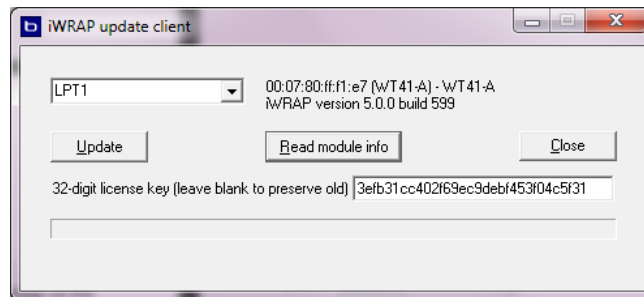 iWRAP update client
LPT1
00:07:80:ff:f1:e7 (WT41-A) - WT41-A
iWRAP version 5.0.0 build 599
Update
Read module info
Close
32-digit license key (leave blank to preserve old) 3efb31cc402f69ec9debf453f04c5f31